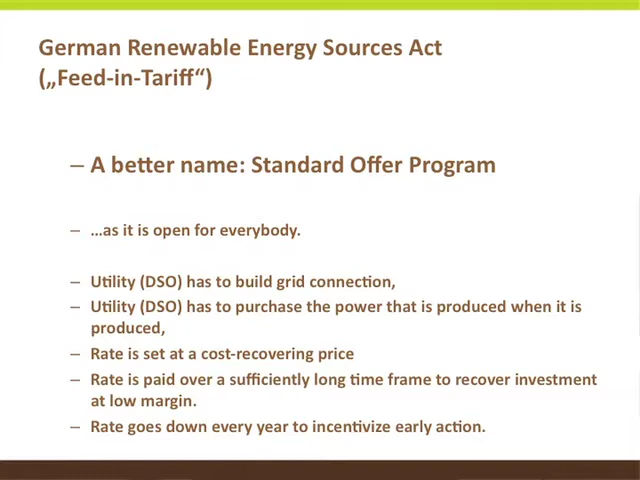 German Renewable Energy Sources Act
(„Feed-in-Tariff“)
– A better name: Standard Offer Program
– …as it is open for everybody.
– Utility (DSO) has to build grid connection,
– Utility (DSO) has to purchase the power that is produced when it is
produced,
– Rate is set at a cost-recovering price
– Rate is paid over a sufficiently long time frame to recover investment
at low margin.
– Rate goes down every year to incentivize early action.